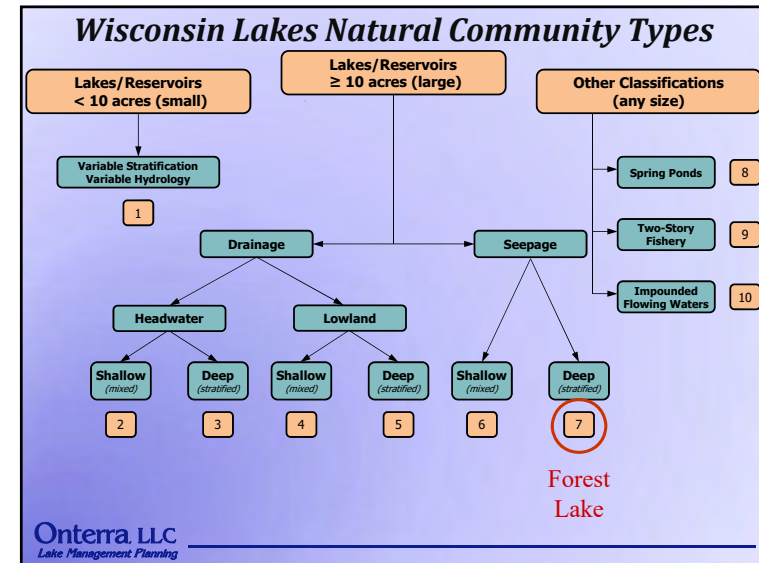 Wisconsin Lakes Natural Community Types
Lakes/Reservoirs
< 10 acres (small)
Lakes/Reservoirs
≥ 10 acres (large)
Other Classifications
(any size)
Variable Stratification
Variable Hydrology
1
Spring Ponds
8
Two-Story
Fishery
9
Impounded
Flowing Waters
10
Drainage
Seepage
Headwater
Lowland
Shallow
(mixed)
Deep
(stratified)
Shallow
(mixed)
Deep
(stratified)
Shallow
(mixed)
Deep
(stratified)
2
3
4
5
6
7
Forest
Lake
Onterra, LLC
Lake Management Planning